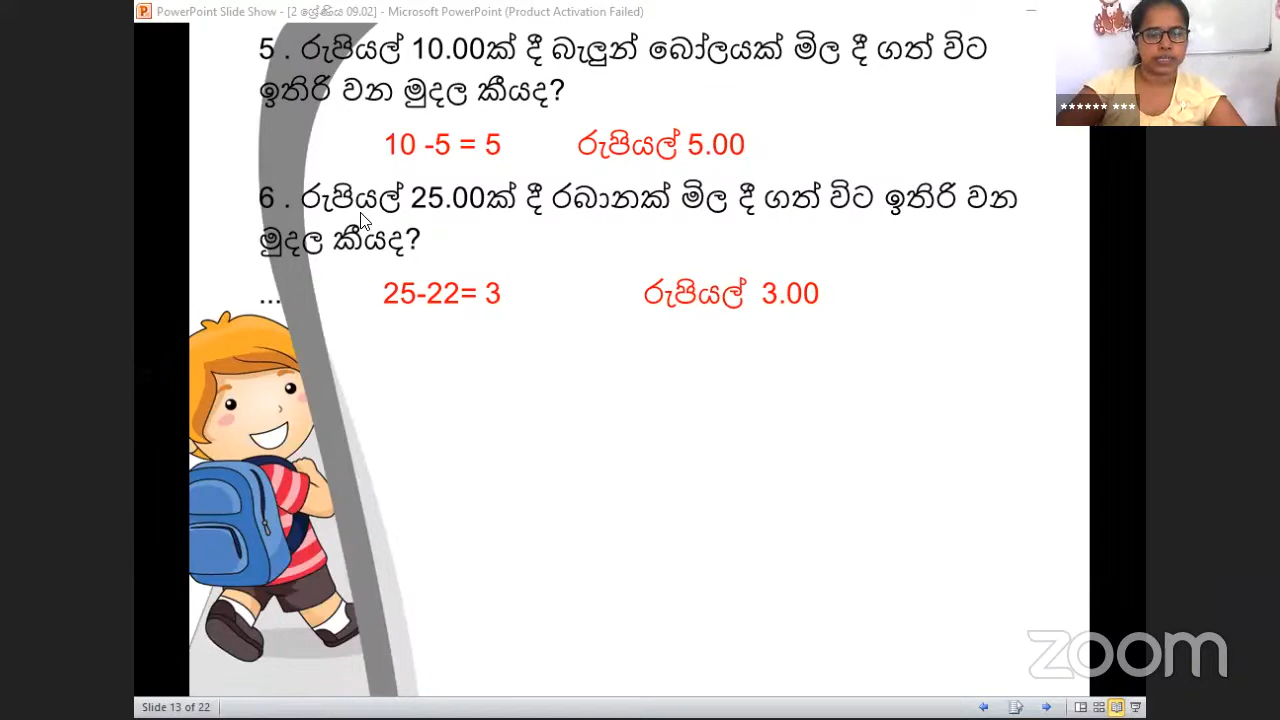 PowerPoint Slide Show - [2 ශ්‍රේණිය 09.02] - Microsoft PowerPoint (Product Activation Failed)
5 . රුපියල් 10.00ක් දී බැලුන් බෝලයක් මිල දී ගත් විට
ඉතිරි වන මුදල කීයද?
10 -5 = 5 රුපියල් 5.00
6 . රුපියල් 25.00ක් දී රබානක් මිල දී ගත් විට ඉතිරි වන
මුදල කීයද?
... 25-22= 3 රුපියල් 3.00
****** ***
zoom
Slide 13 of 22